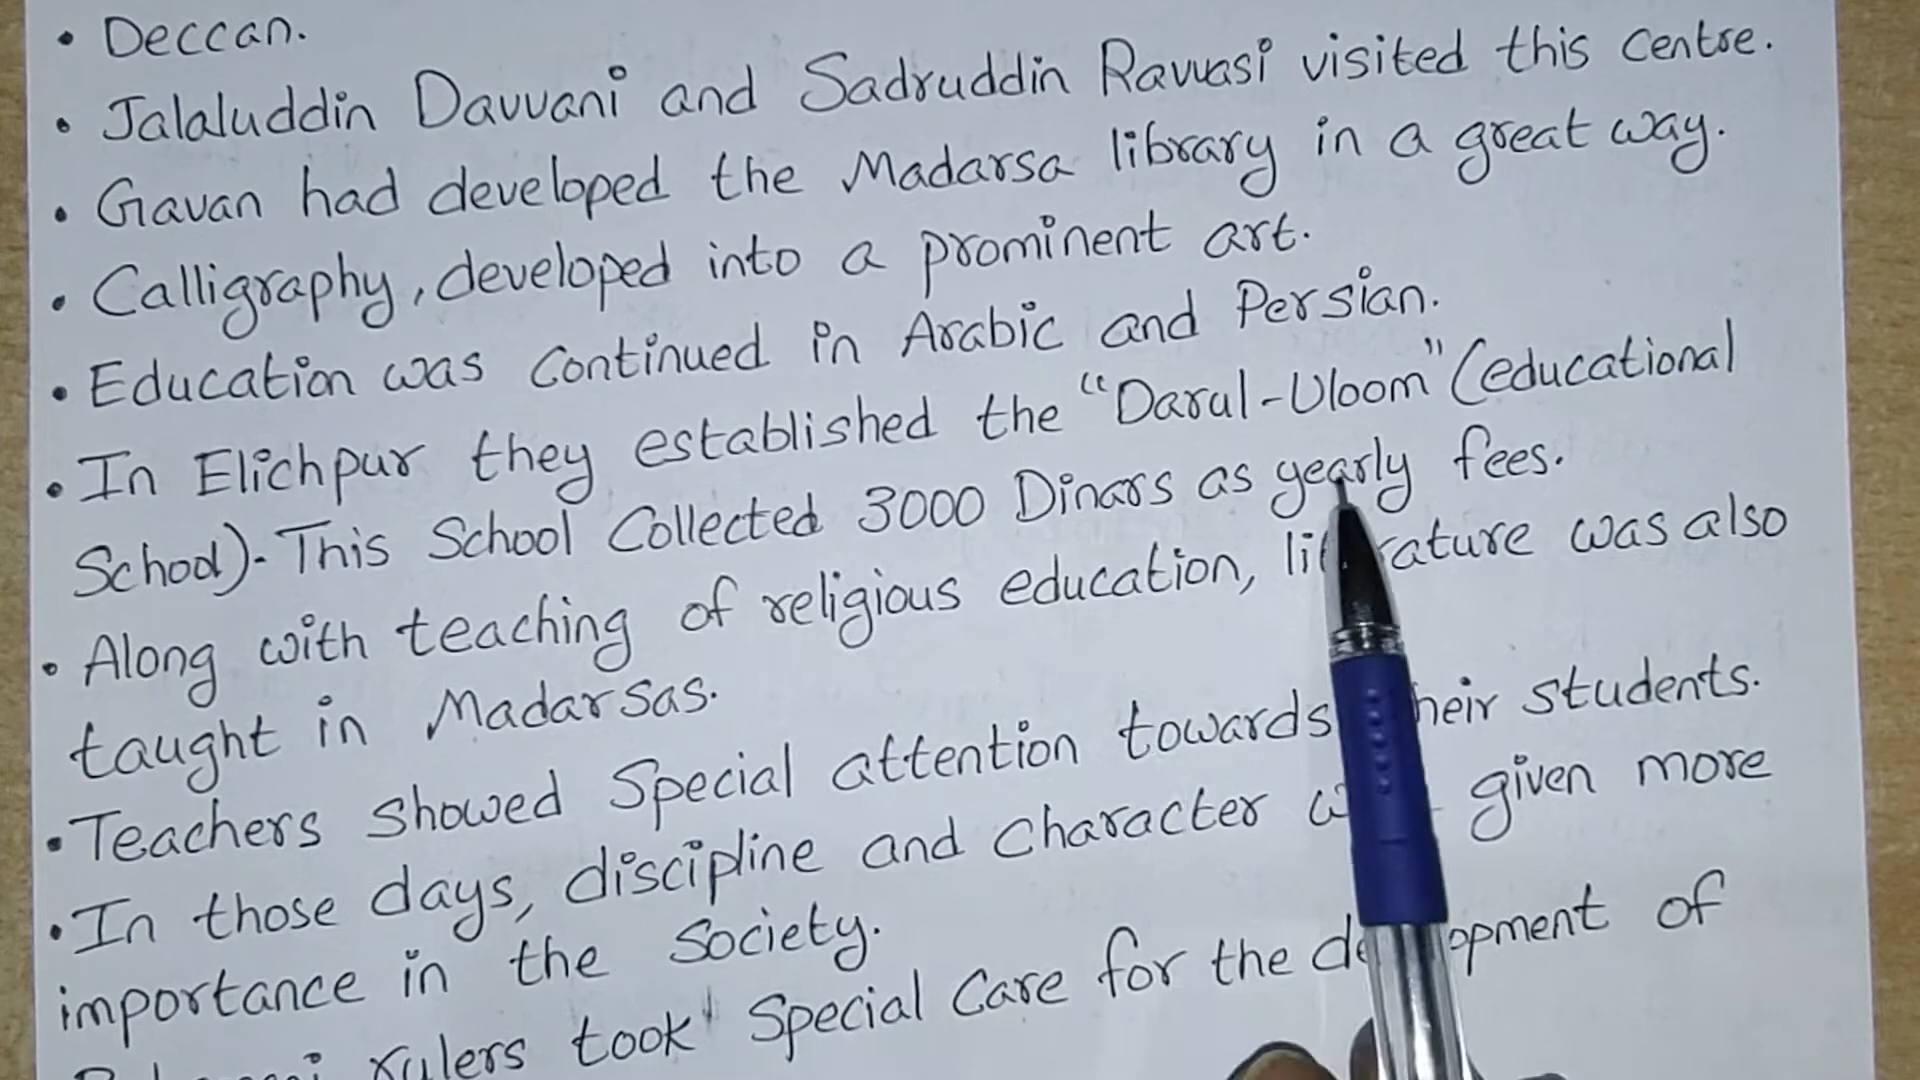 • Deccan.
• Jalaluddin Davvani and Sadruddin Ravvasi visited this centre.
• Gavan had developed the Madarsa library in a great way.
• Calligraphy, developed into a prominent art.
• Education was continued in Arabic and Persian.
• In Elichpur they established the "Darul-Uloom" (educational
School). This School Collected 3000 Dinars as yearly fees.
• Along with teaching of religious education, literature was also
taught in Madarsas.
• Teachers showed Special attention towards their students.
• In those days, discipline and character given more
importance in the Society.
rulers took Special Care for the development of